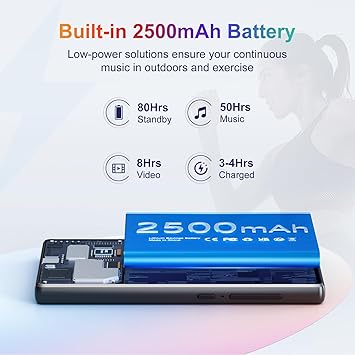 Built-in 2500mAh Battery
Low-power solutions ensure your continuous
music in outdoors and exercise
80Hrs
Standby
50Hrs
Music
8Hrs
Video
3-4Hrs
Charged
2500mAh